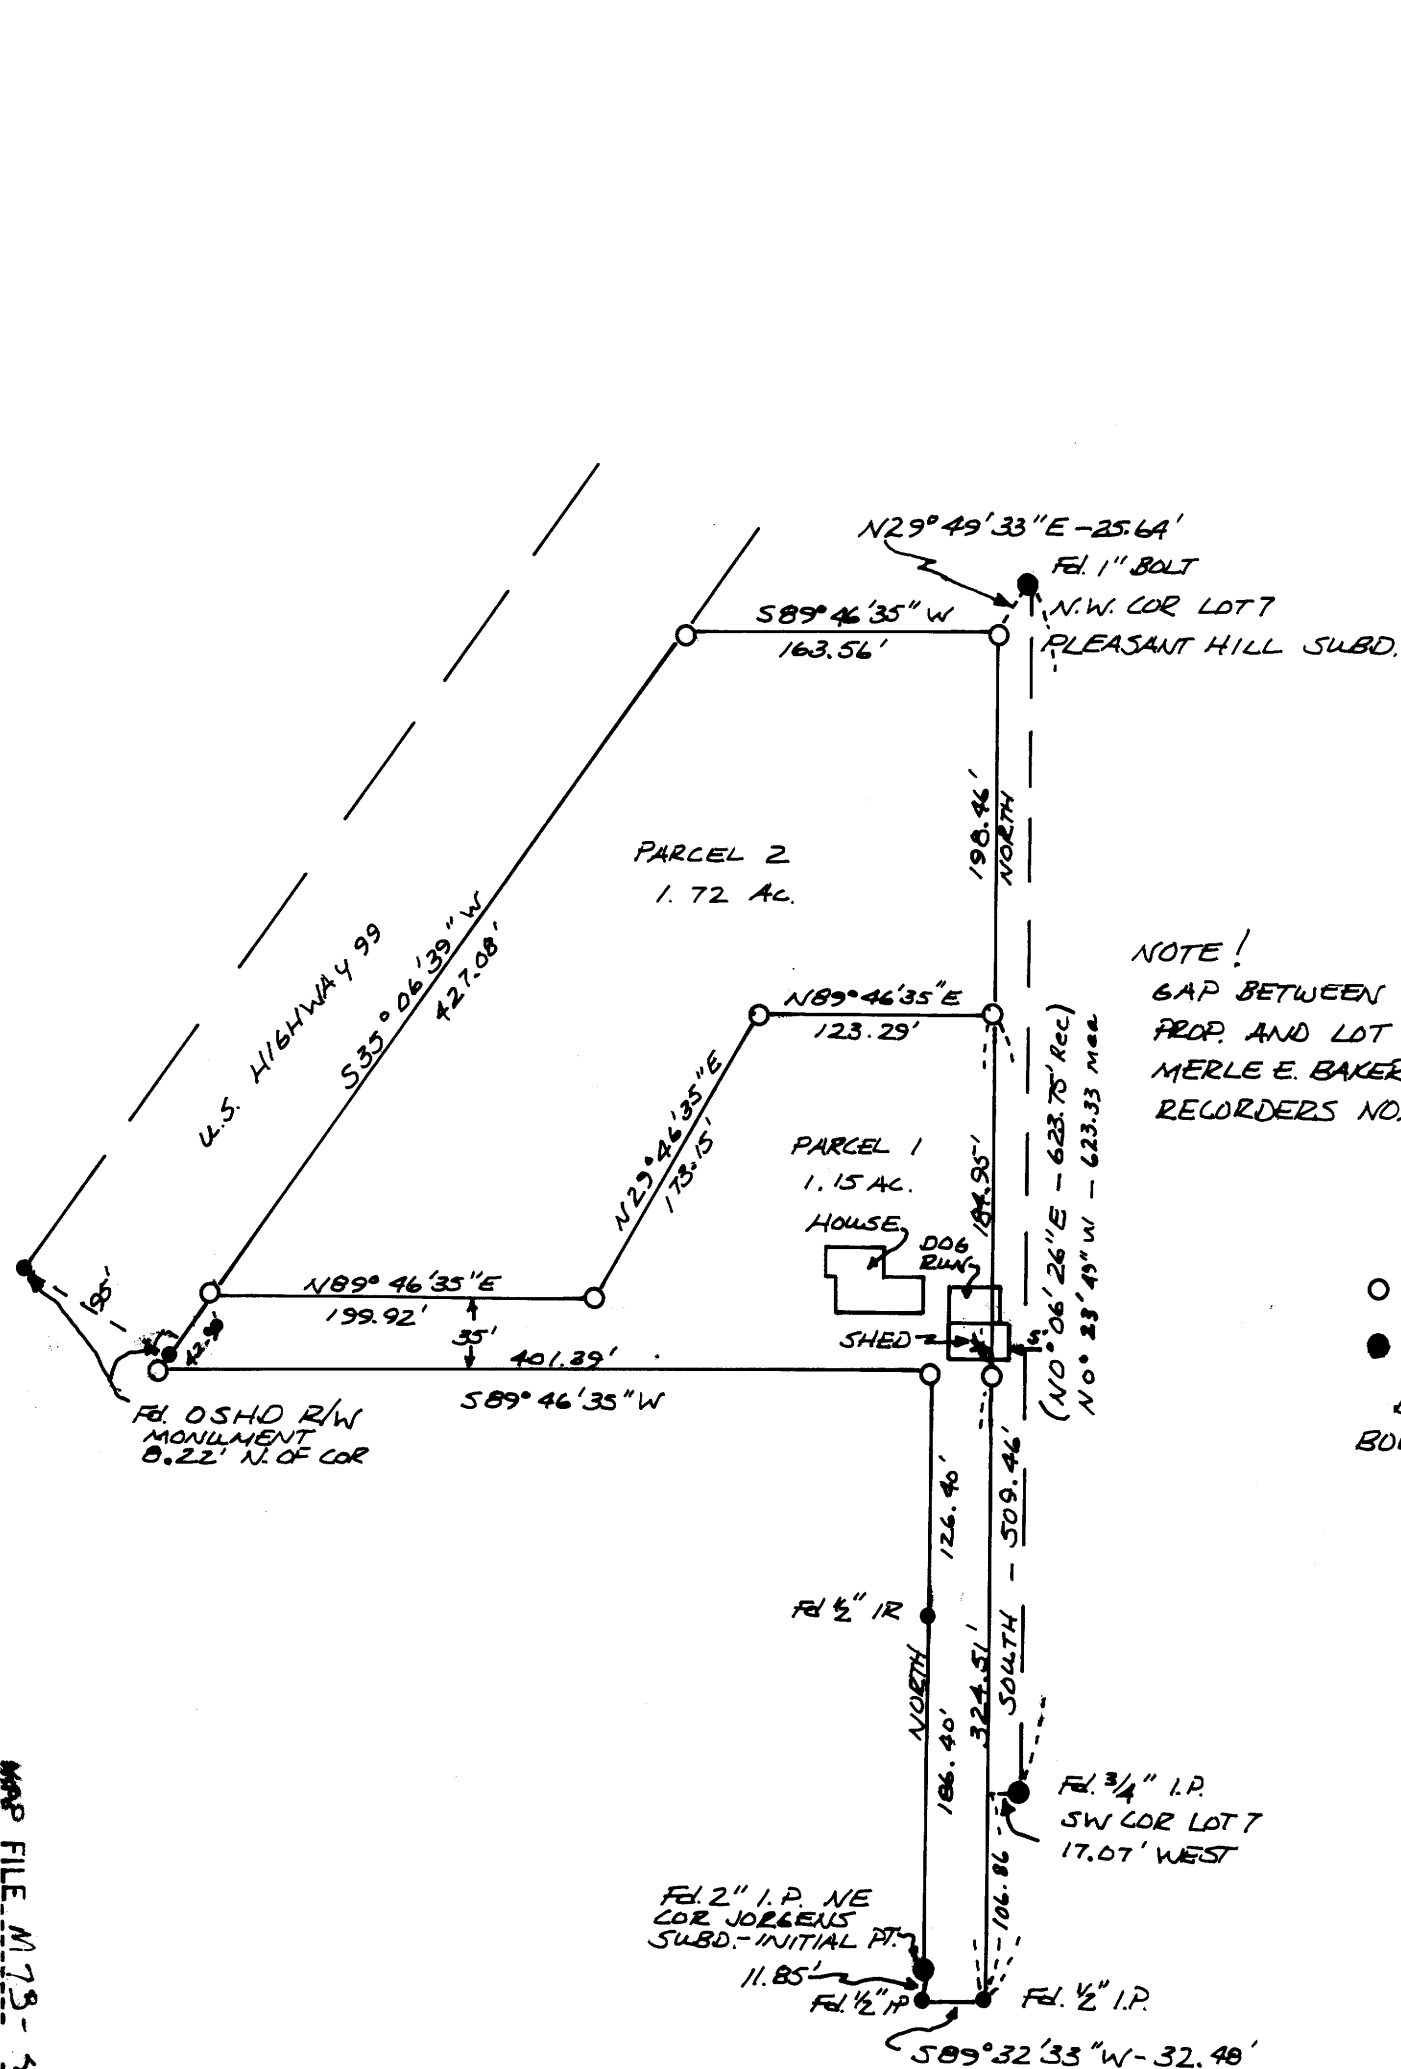 N29° 49' 33" E - 25.64'
Fd. 1" BOLT
N.W. COR LOT 7
PLEASANT HILL SUBD.
S89° 46' 35" W
163.56'
198.46'
NORTH
PARCEL 2
1.72 AC.
U.S. HIGHWAY 99
S35° 06' 39" W
427.08'
NOTE!
GAP BETWEEN
PROP. AND LOT
MERLE E. BAKER
RECORDERS NO.
N89° 46' 35" E
123.29'
N29° 46' 35" E
173.15'
PARCEL 1
1.15 AC.
HOUSE
DOG
RUN
SHED
5'
184.95'
(N0° 06' 26" E - 623.75' Rec)
N0° 23' 49" W - 623.33 Mea
195'
N89° 46' 35" E
199.92'
35'
401.39'
S89° 46' 35" W
Fd. OSHD R/W
MONUMENT
8.22' N. OF COR
126.40'
SOUTH - 509.46'
Fd 1/2" IR
NORTH
186.40'
324.51'
Fd. 3/4" I.P.
SW COR LOT 7
17.07' WEST
106.86
Fd. 2" I.P. NE
COR JORGENS
SUBD. - INITIAL PT.
11.85'
Fd. 1/2" IP
Fd. 1/2" I.P.
S89° 32' 33" W - 32.48'
MAP FILE M73-